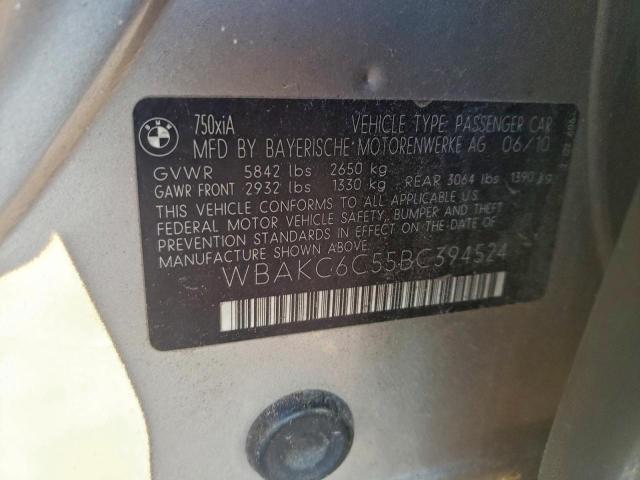 BMW
750xiA
VEHICLE TYPE: PASSENGER CAR
MFD BY BAYERISCHE MOTORENWERKE AG 06/10
GVWR 5842 lbs 2650 kg
GAWR FRONT 2932 lbs 1330 kg REAR 3064 lbs 1390 kg
THIS VEHICLE CONFORMS TO ALL APPLICABLE U.S.
FEDERAL MOTOR VEHICLE SAFETY, BUMPER AND THEFT
PREVENTION STANDARDS IN EFFECT ON THE DATE OF
MANUFACTURE SHOWN ABOVE.
WBAKC6C55BC394524